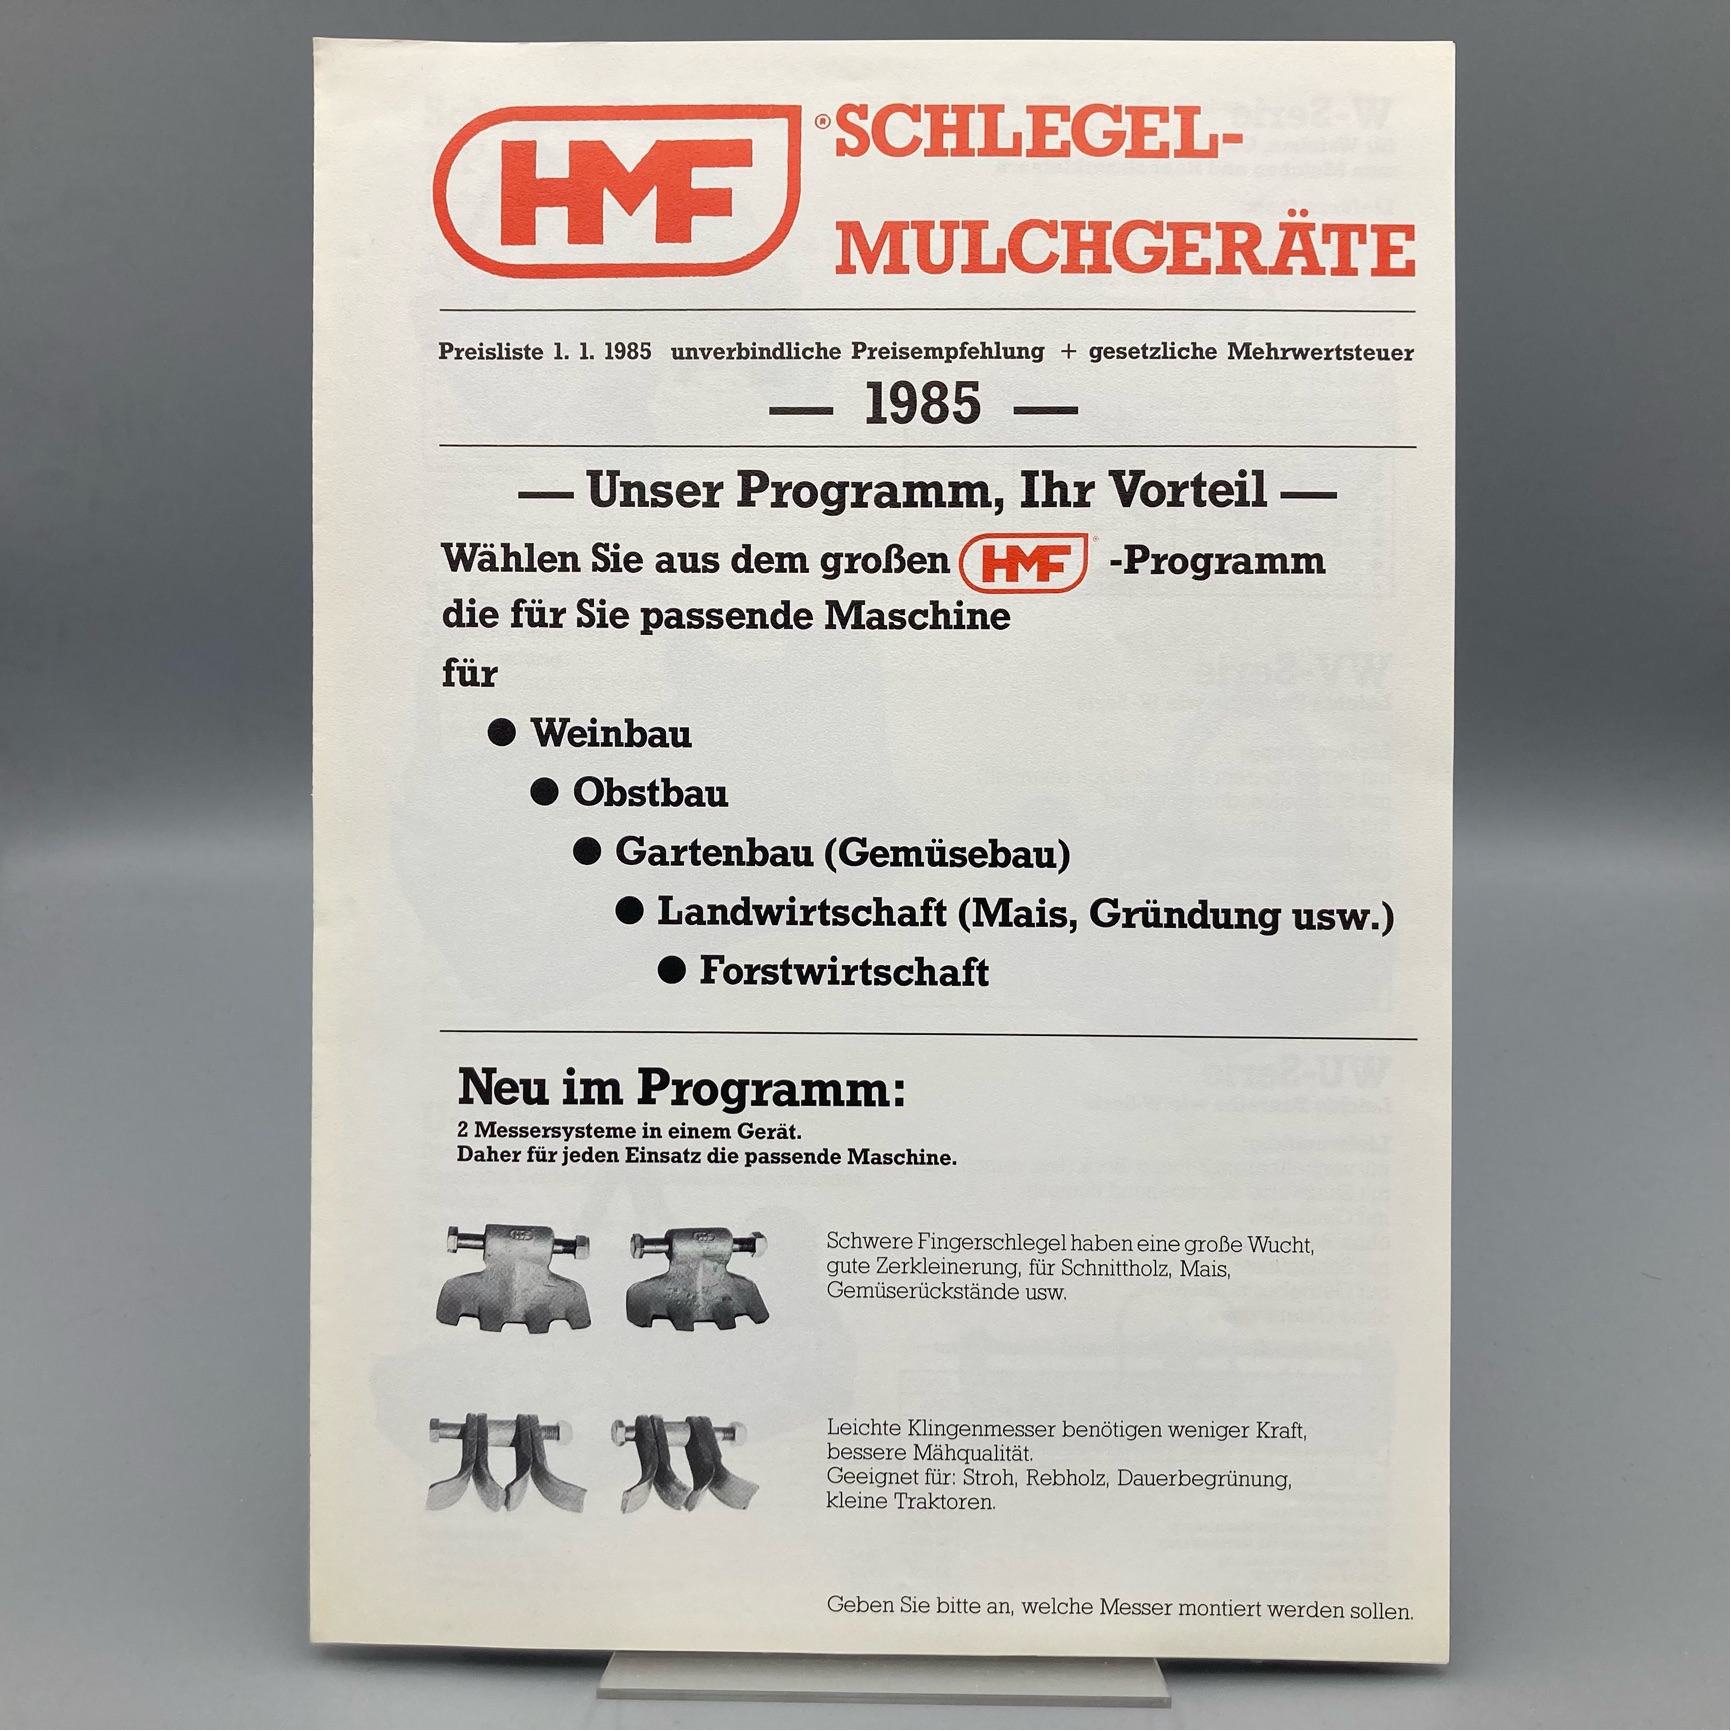 HMF ® SCHLEGEL-
MULCHGERÄTE
Preisliste 1. 1. 1985 unverbindliche Preisempfehlung + gesetzliche Mehrwertsteuer
— 1985 —
— Unser Programm, Ihr Vorteil —
Wählen Sie aus dem großen HMF ® -Programm
die für Sie passende Maschine
für
● Weinbau
● Obstbau
● Gartenbau (Gemüsebau)
● Landwirtschaft (Mais, Gründung usw.)
● Forstwirtschaft
Neu im Programm:
2 Messersysteme in einem Gerät.
Daher für jeden Einsatz die passende Maschine.
Schwere Fingerschlegel haben eine große Wucht,
gute Zerkleinerung, für Schnittholz, Mais,
Gemüserückstände usw.
Leichte Klingenmesser benötigen weniger Kraft,
bessere Mähqualität.
Geeignet für: Stroh, Rebholz, Dauerbegrünung,
kleine Traktoren.
Geben Sie bitte an, welche Messer montiert werden sollen.